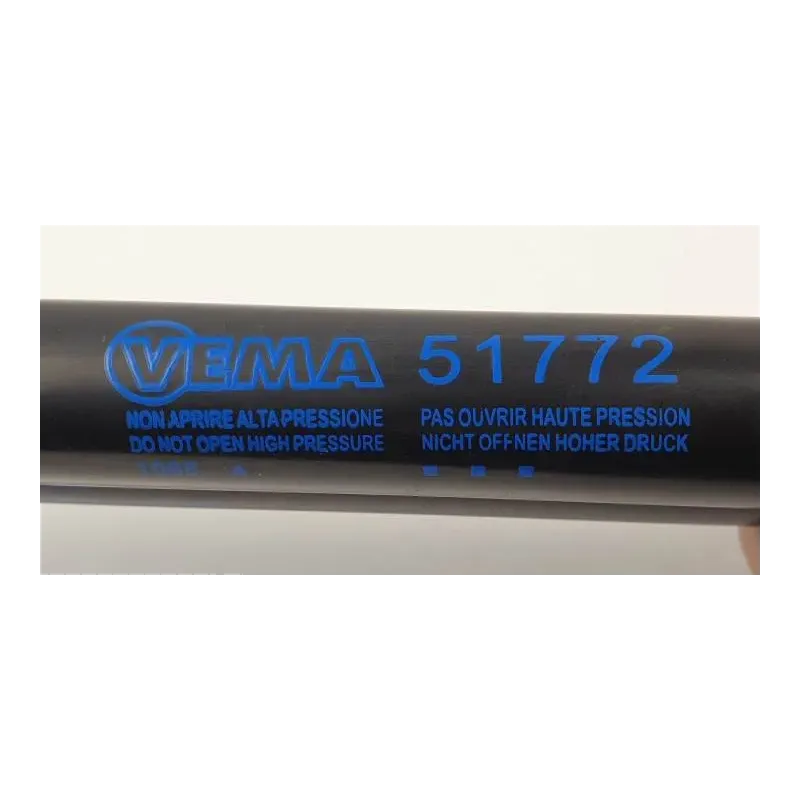 VEMA 51772
NON APRIRE ALTA PRESSIONE PAS OUVRIR HAUTE PRESSION
DO NOT OPEN HIGH PRESSURE NICHT OFFNEN HOHER DRUCK